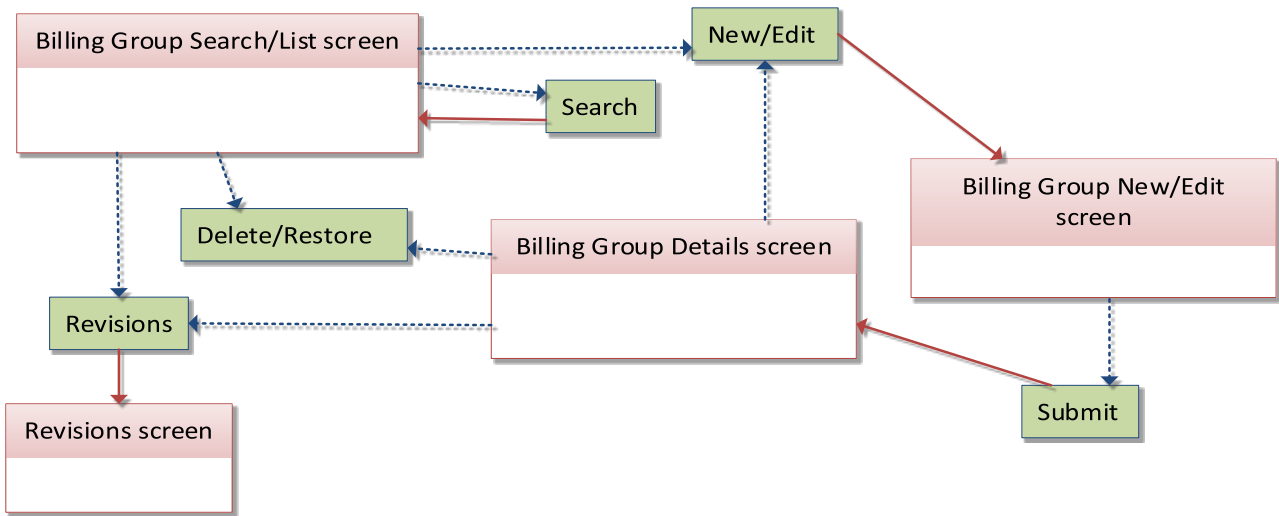 Billing Group Search/List screen
New/Edit
Search
Billing Group New/Edit
screen
Delete/Restore
Billing Group Details screen
Revisions
Submit
Revisions screen